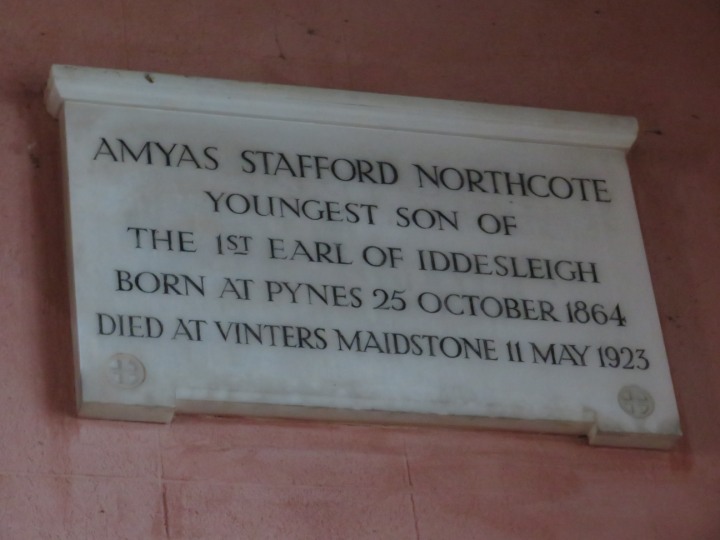 AMYAS STAFFORD NORTHCOTE
YOUNGEST SON OF
THE 1ST EARL OF IDDESLEIGH
BORN AT PYNES 25 OCTOBER 1864
DIED AT VINTERS MAIDSTONE 11 MAY 1923